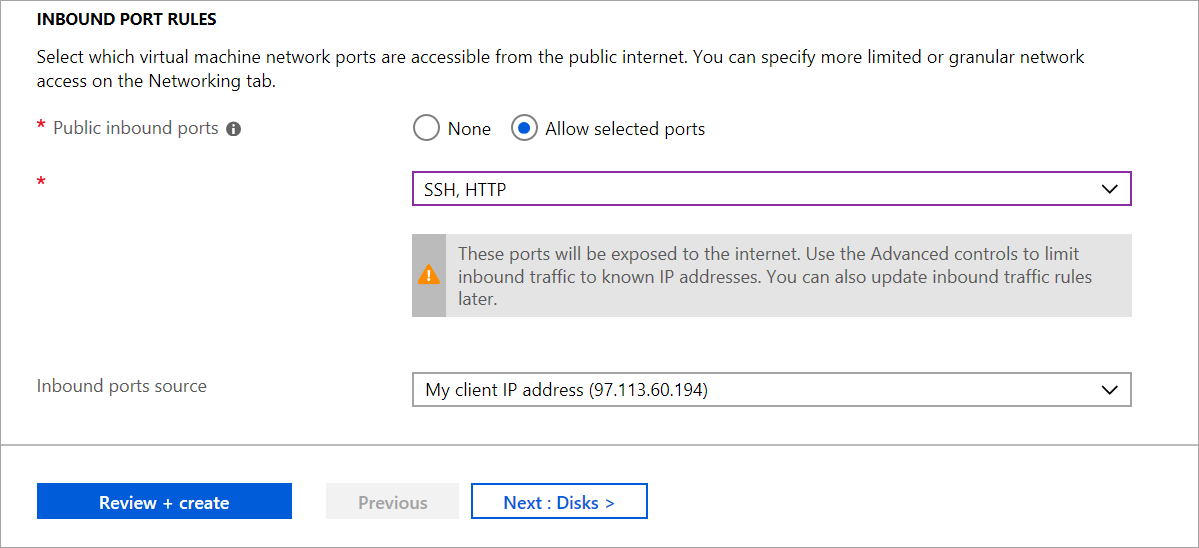 INBOUND PORT RULES
Select which virtual machine network ports are accessible from the public internet. You can specify more limited or granular network
access on the Networking tab.
* Public inbound ports
None
Allow selected ports
*
SSH, HTTP
These ports will be exposed to the internet. Use the Advanced controls to limit
inbound traffic to known IP addresses. You can also update inbound traffic rules
later.
Inbound ports source
My client IP address (97.113.60.194)
Review + create
Previous
Next : Disks >